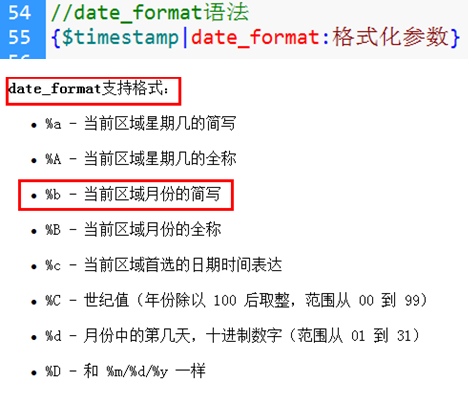 54 //date_format语法
55 {$timestamp|date_format:格式化参数}
date_format支持格式:
• %a - 当前区域星期几的简写
• %A - 当前区域星期几的全称
• %b - 当前区域月份的简写
• %B - 当前区域月份的全称
• %c - 当前区域首选的日期时间表达
• %C - 世纪值（年份除以 100 后取整，范围从 00 到 99）
• %d - 月份中的第几天，十进制数字（范围从 01 到 31）
• %D - 和 %m/%d/%y 一样